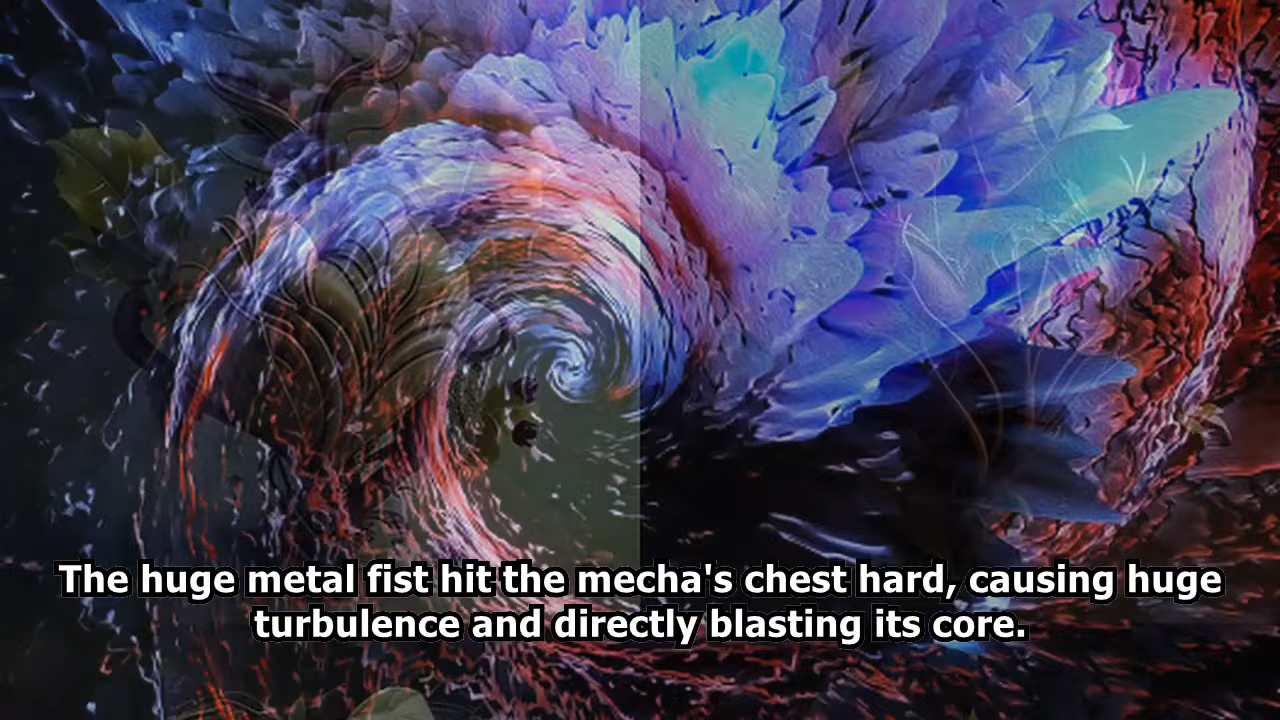 The huge metal fist hit the mecha's chest hard, causing huge
turbulence and directly blasting its core.